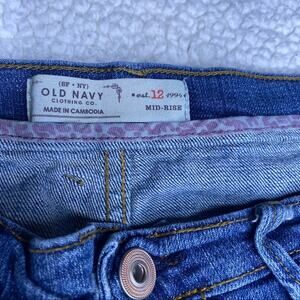 (SF • NY)
OLD NAVY
CLOTHING CO.
MADE IN CAMBODIA
•est. 12 1994•
MID-RISE